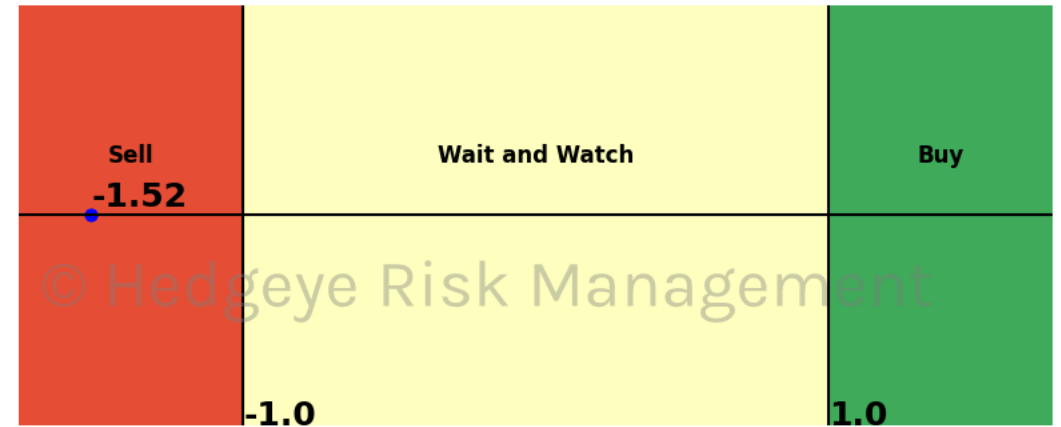 Sell
Wait and Watch
Buy
-1.52
© Hedgeye Risk Management
-1.0
1.0